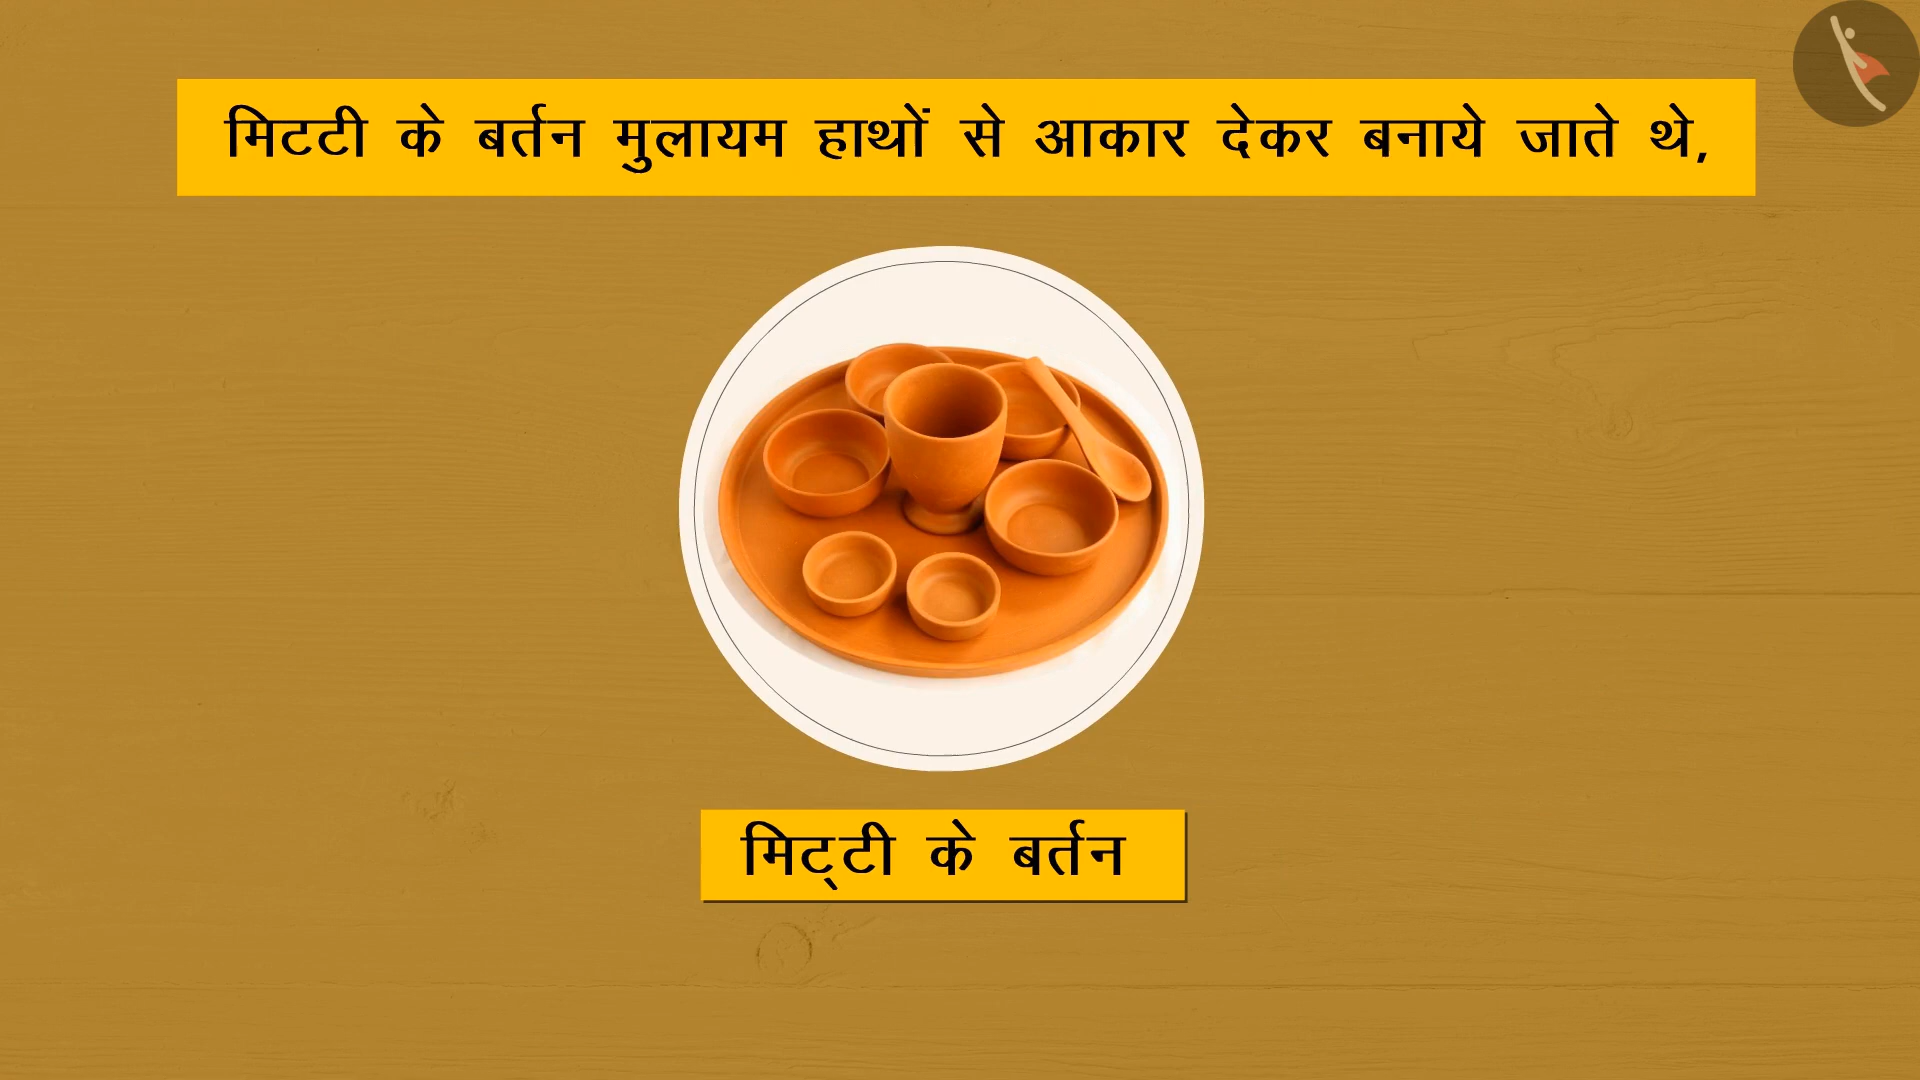 मिटटी के बर्तन मुलायम हाथों से आकार देकर बनाये जाते थे,
मिट्टी के बर्तन